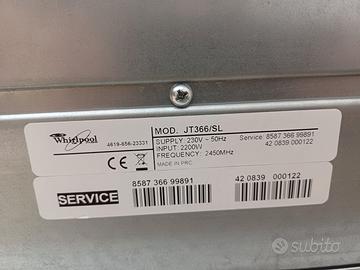 Whirlpool
4619-656-23331
MOD. JT366/SL
SUPPLY: 230V ~ 50Hz
INPUT: 2200W
FREQUENCY: 2450MHz
MADE IN PRC
Service: 8587 366 99891
42 0839 000122
CE
SERVICE
8587 366 99891
42 0839 000122
subito